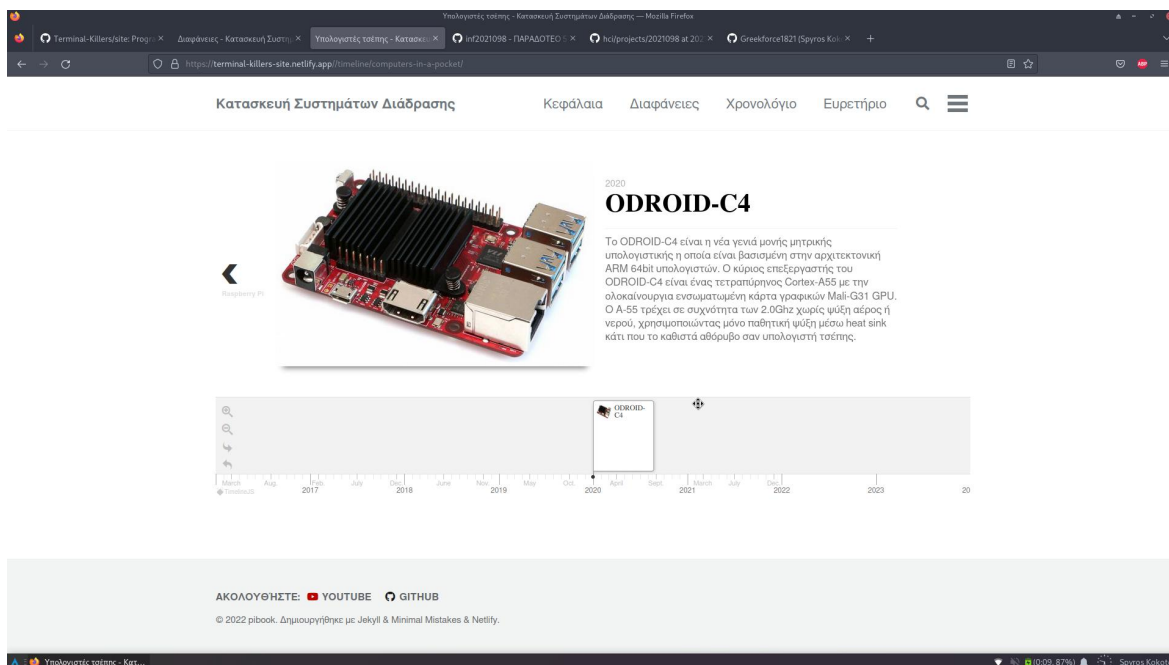 Υπολογιστές τσέπης - Κατασκευή Συστημάτων Διάδρασης — Mozilla Firefox
Terminal-Killers/site: Progra
Διαφάνειες - Κατασκευή Συστημ
Υπολογιστές τσέπης - Κατασκευ
inf2021098 - ΠΑΡΑΔΟΤΕΟ
hci/projects/2021098 at 202
Greekforce1821 (Spyros Kok
https://terminal-killers-site.netlify.app//timeline/computers-in-a-pocket/
Κατασκευή Συστημάτων Διάδρασης
Κεφάλαια Διαφάνειες Χρονολόγιο Ευρετήριο
2020
ODROID-C4
Το ODROID-C4 είναι η νέα γενιά μονής μητρικής
υπολογιστικής η οποία είναι βασισμένη στην αρχιτεκτονική
ARM 64bit υπολογιστών. Ο κύριος επεξεργαστής του
ODROID-C4 είναι ένας τετραπύρηνος Cortex-A55 με την
ολοκαίνουργια ενσωματωμένη κάρτα γραφικών Mali-G31 GPU.
Ο A-55 τρέχει σε συχνότητα των 2.0Ghz χωρίς ψύξη αέρος ή
νερού, χρησιμοποιώντας μόνο παθητική ψύξη μέσω heat sink
κάτι που το καθιστά αθόρυβο σαν υπολογιστή τσέπης.
Raspberry Pi
ODROID-
C4
March Aug. Feb. July Dec. June Nov. May Oct. April Sept. March July Dec.
TimelineJS 2017 2018 2019 2020 2021 2022 2023 20
ΑΚΟΛΟΥΘΉΣΤΕ: YOUTUBE GITHUB
© 2022 pibook. Δημιουργήθηκε με Jekyll & Minimal Mistakes & Netlify.
Υπολογιστές τσέπης - Κατ...
(0:09, 87%) Spyros Kokot